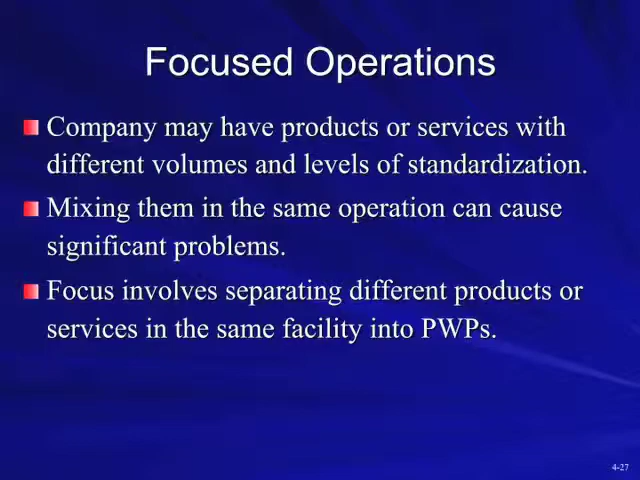 Focused Operations
Company may have products or services with
different volumes and levels of standardization.
Mixing them in the same operation can cause
significant problems.
Focus involves separating different products or
services in the same facility into PWPs.
4-27